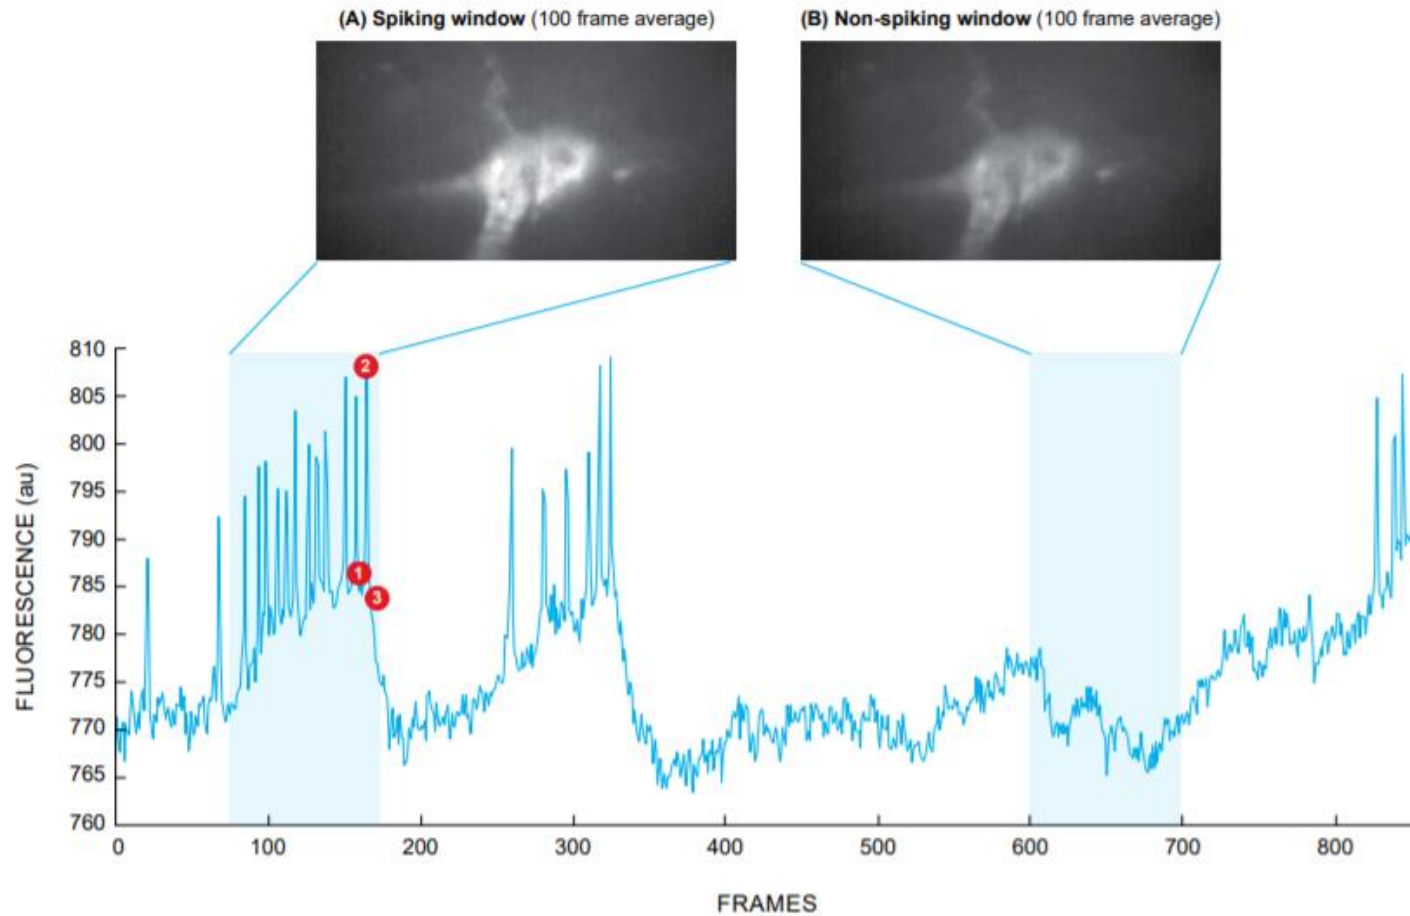 (A) Spiking window (100 frame average)
(B) Non-spiking window (100 frame average)
810
805
800
795
790
785
780
775
770
765
760
FLUORESCENCE (au)
2
1
3
0 100 200 300 400 500 600 700 800
FRAMES